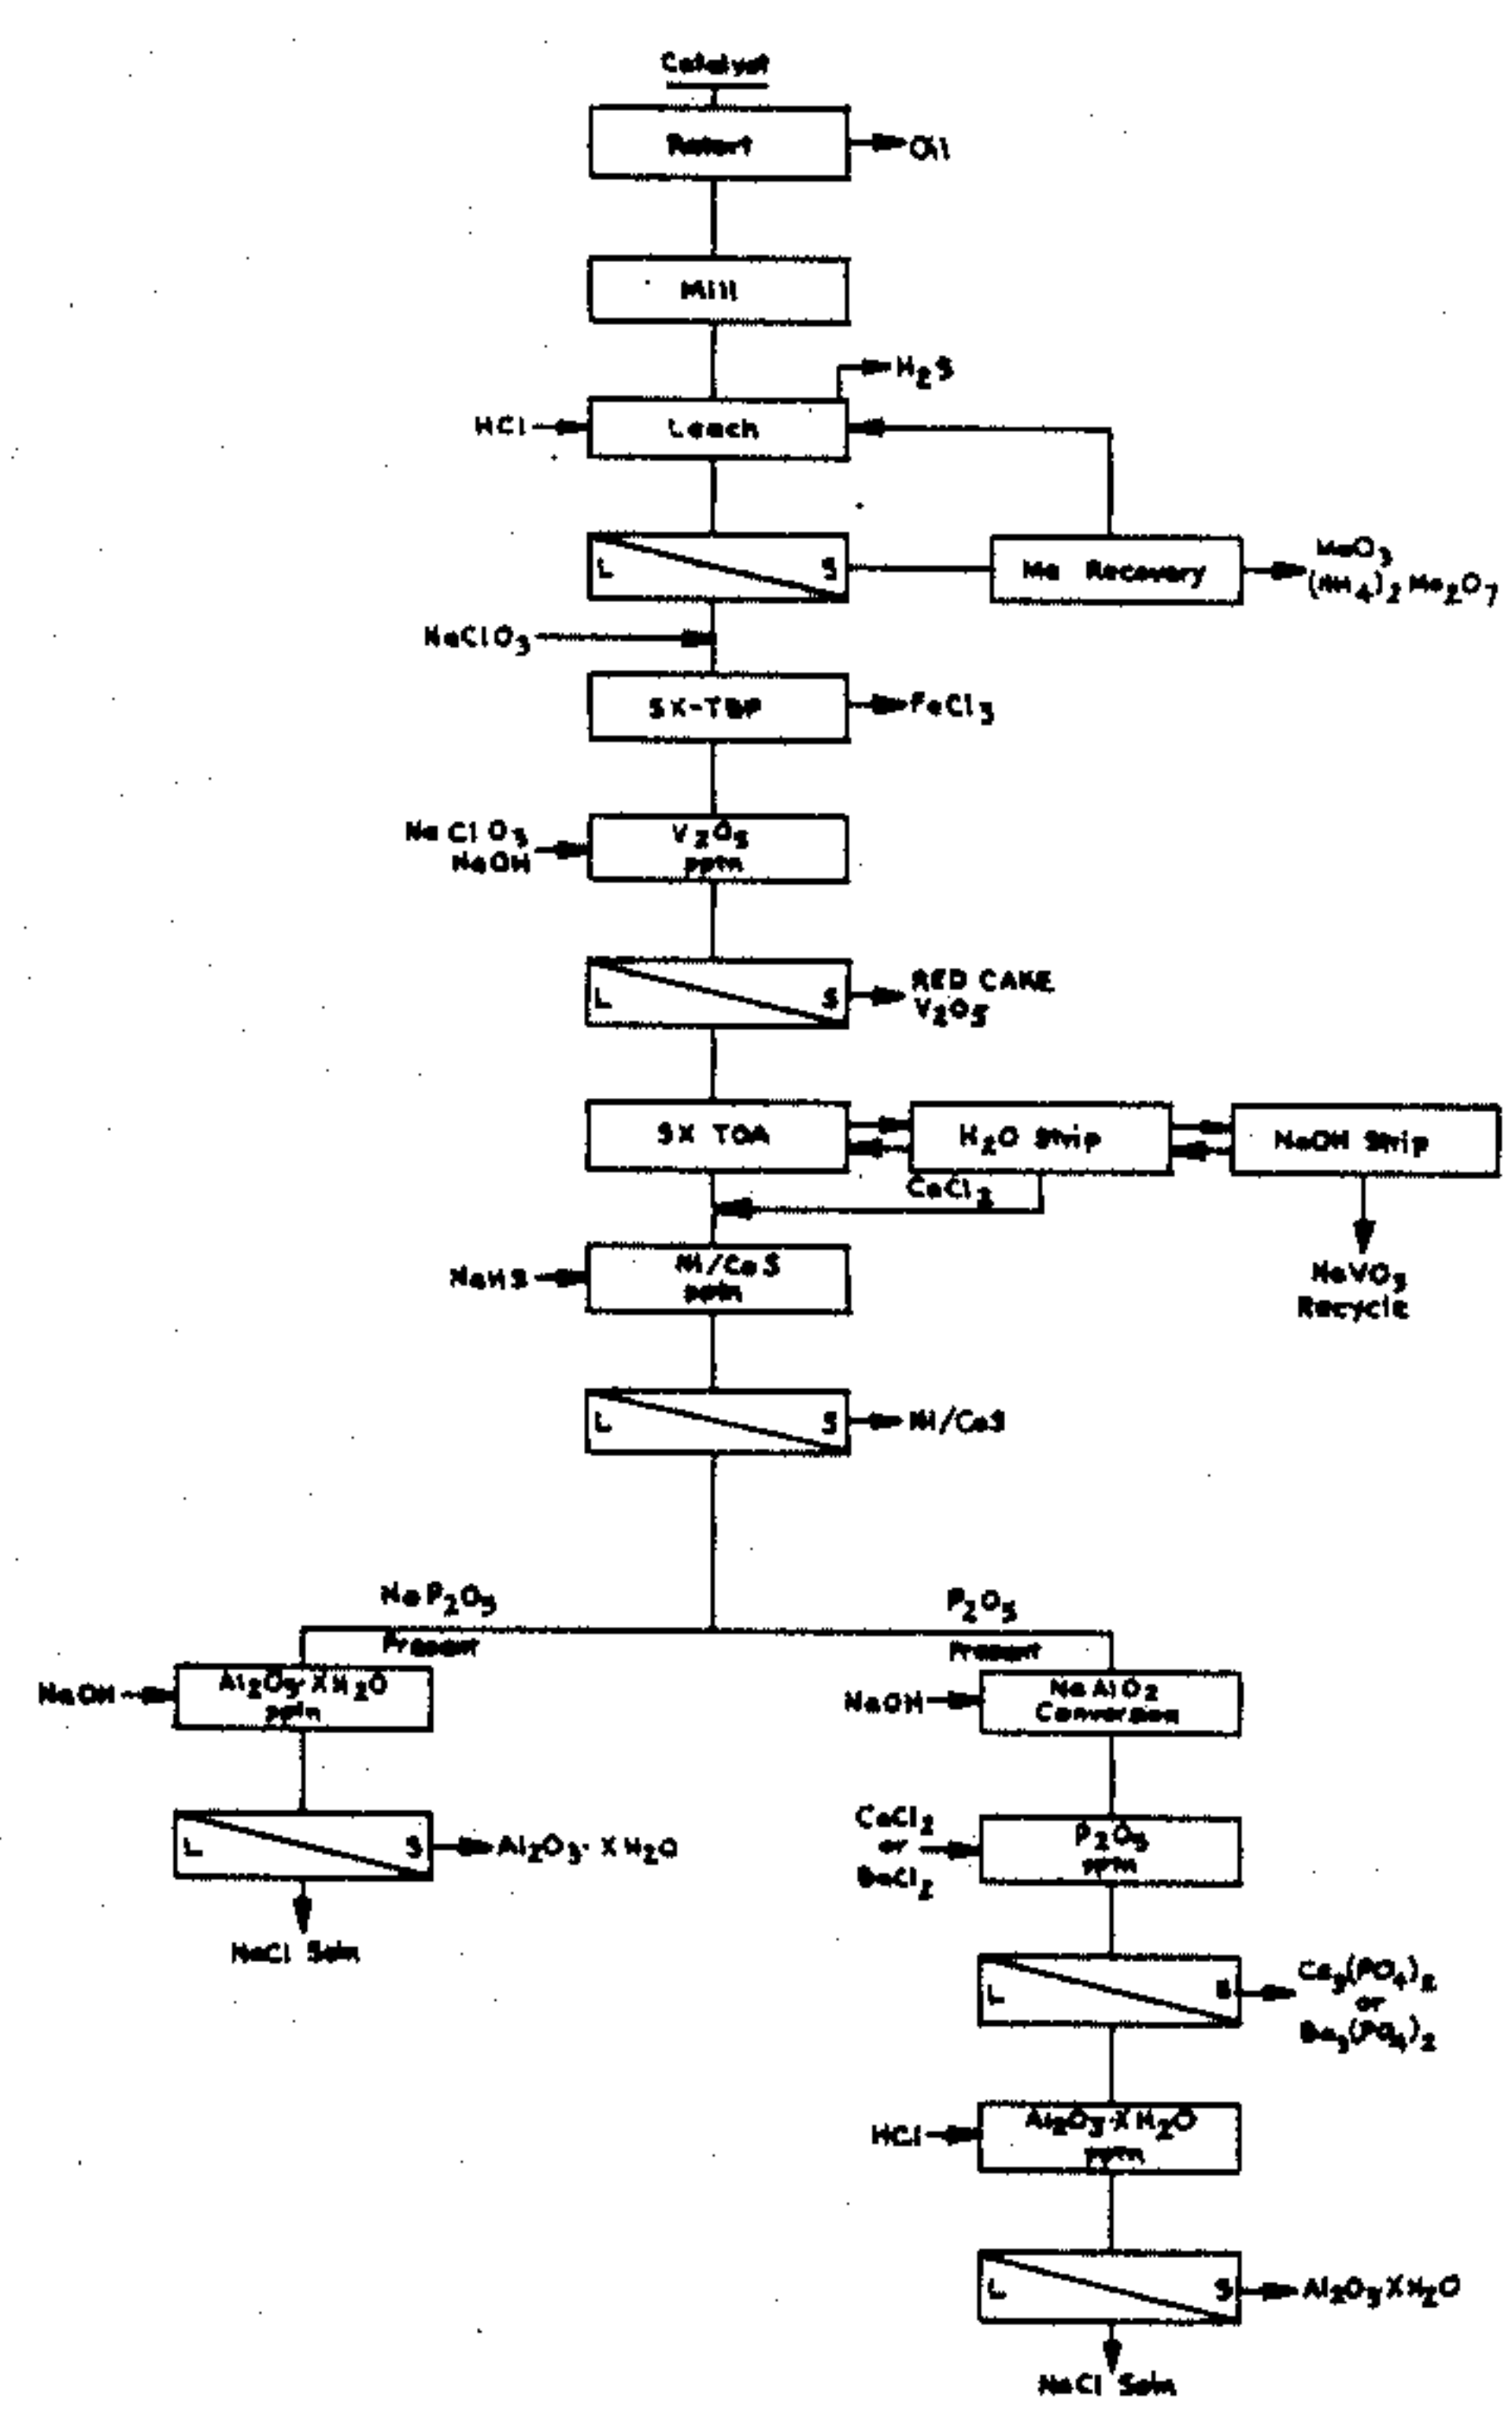 Catalyst
Retort
Oil
Mill
H2S
HCl
Leach
L
S
Mo Recovery
MoO3
(NH4)2 Mo2O7
NaClO3
SX-TBP
FeCl3
NaClO3
NaOH
V2O5
pptn
L
S
RED CAKE
V2O5
SX TOA
H2O Strip
NaOH Strip
CoCl2
NaVO3
Recycle
NaHS
Ni/CoS
pptn
L
S
Ni/CoS
No P2O5
Present
P2O5
Present
NaOH
Al2O3·XH2O
pptn
L
S
Al2O3·XH2O
NaCl Soln
NaOH
NaAlO2
Conversion
CaCl2
or
BaCl2
P2O5
pptn
L
S
Ca3(PO4)2
or
Ba3(PO4)2
HCl
Al2O3·XH2O
pptn
L
S
Al2O3XH2O
NaCl Soln